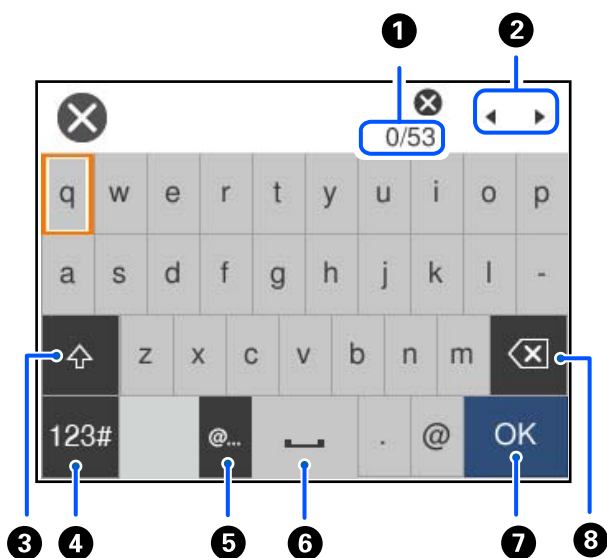 1 2
0/53
q w e r t y u i o p
a s d f g h j k l -
z x c v b n m
123# @... . @ OK
3 4 5 6 7 8